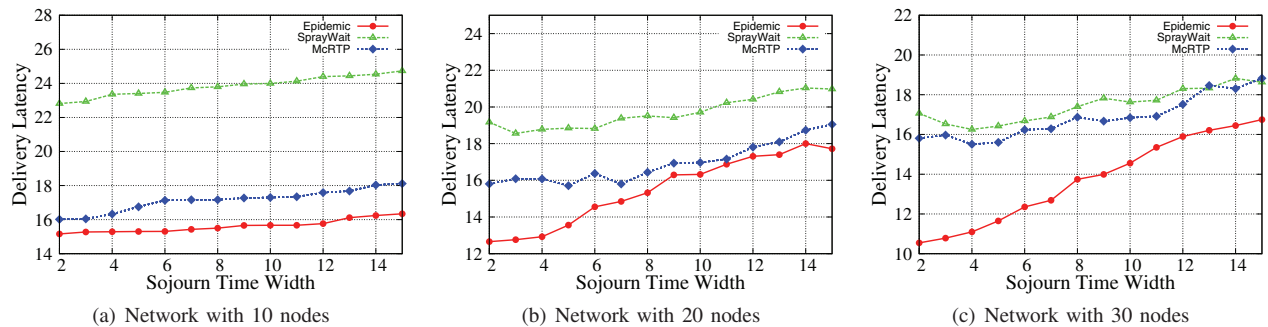 28
26
24
22
20
18
16
14
2 4 6 8 10 12 14
Delivery Latency
Sojourn Time Width
Epidemic
SprayWait
McRTP
(a) Network with 10 nodes
24
22
20
18
16
14
12
2 4 6 8 10 12 14
Delivery Latency
Sojourn Time Width
Epidemic
SprayWait
McRTP
(b) Network with 20 nodes
22
20
18
16
14
12
10
2 4 6 8 10 12 14
Delivery Latency
Sojourn Time Width
Epidemic
SprayWait
McRTP
(c) Network with 30 nodes